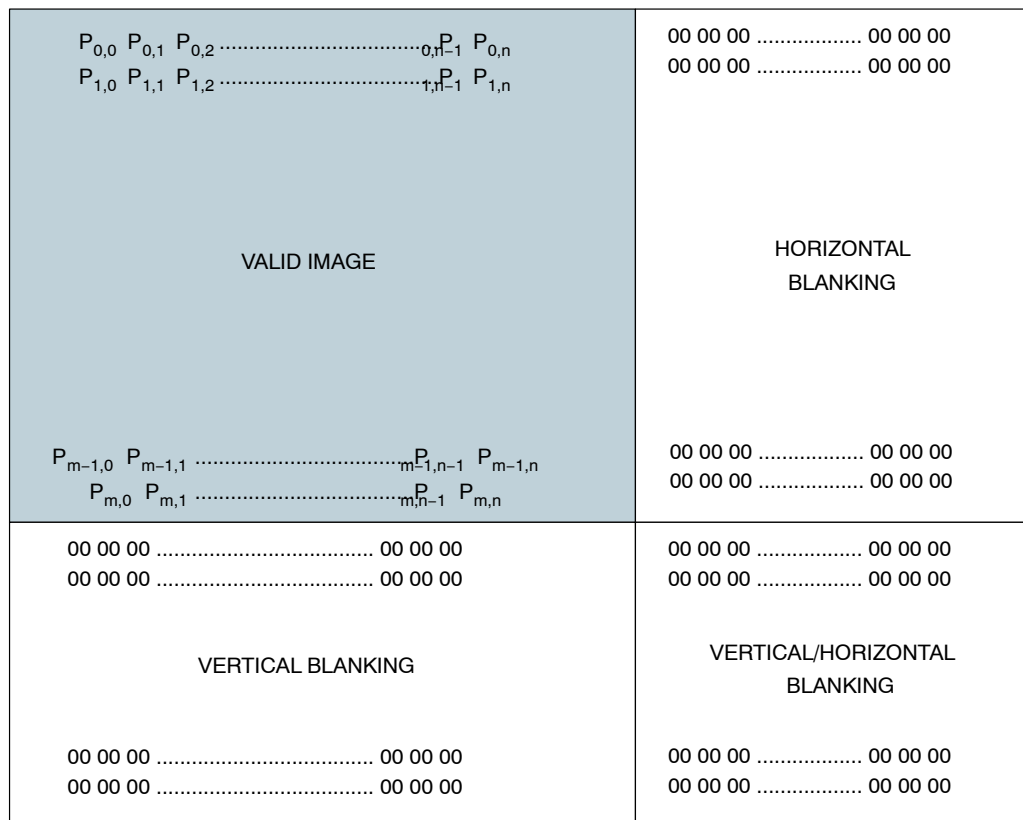 P0,0 P0,1 P0,2 ........................................ P0,n−1 P0,n
P1,0 P1,1 P1,2 ........................................ P1,n−1 P1,n
VALID IMAGE
Pm−1,0 Pm−1,1 ........................................ Pm−1,n−1 Pm−1,n
Pm,0 Pm,1 ........................................ Pm,n−1 Pm,n
00 00 00 .................. 00 00 00
00 00 00 .................. 00 00 00
HORIZONTAL
BLANKING
00 00 00 .................. 00 00 00
00 00 00 .................. 00 00 00
00 00 00 ..................................... 00 00 00
00 00 00 ..................................... 00 00 00
VERTICAL BLANKING
00 00 00 ..................................... 00 00 00
00 00 00 ..................................... 00 00 00
00 00 00 .................. 00 00 00
00 00 00 .................. 00 00 00
VERTICAL/HORIZONTAL
BLANKING
00 00 00 .................. 00 00 00
00 00 00 .................. 00 00 00